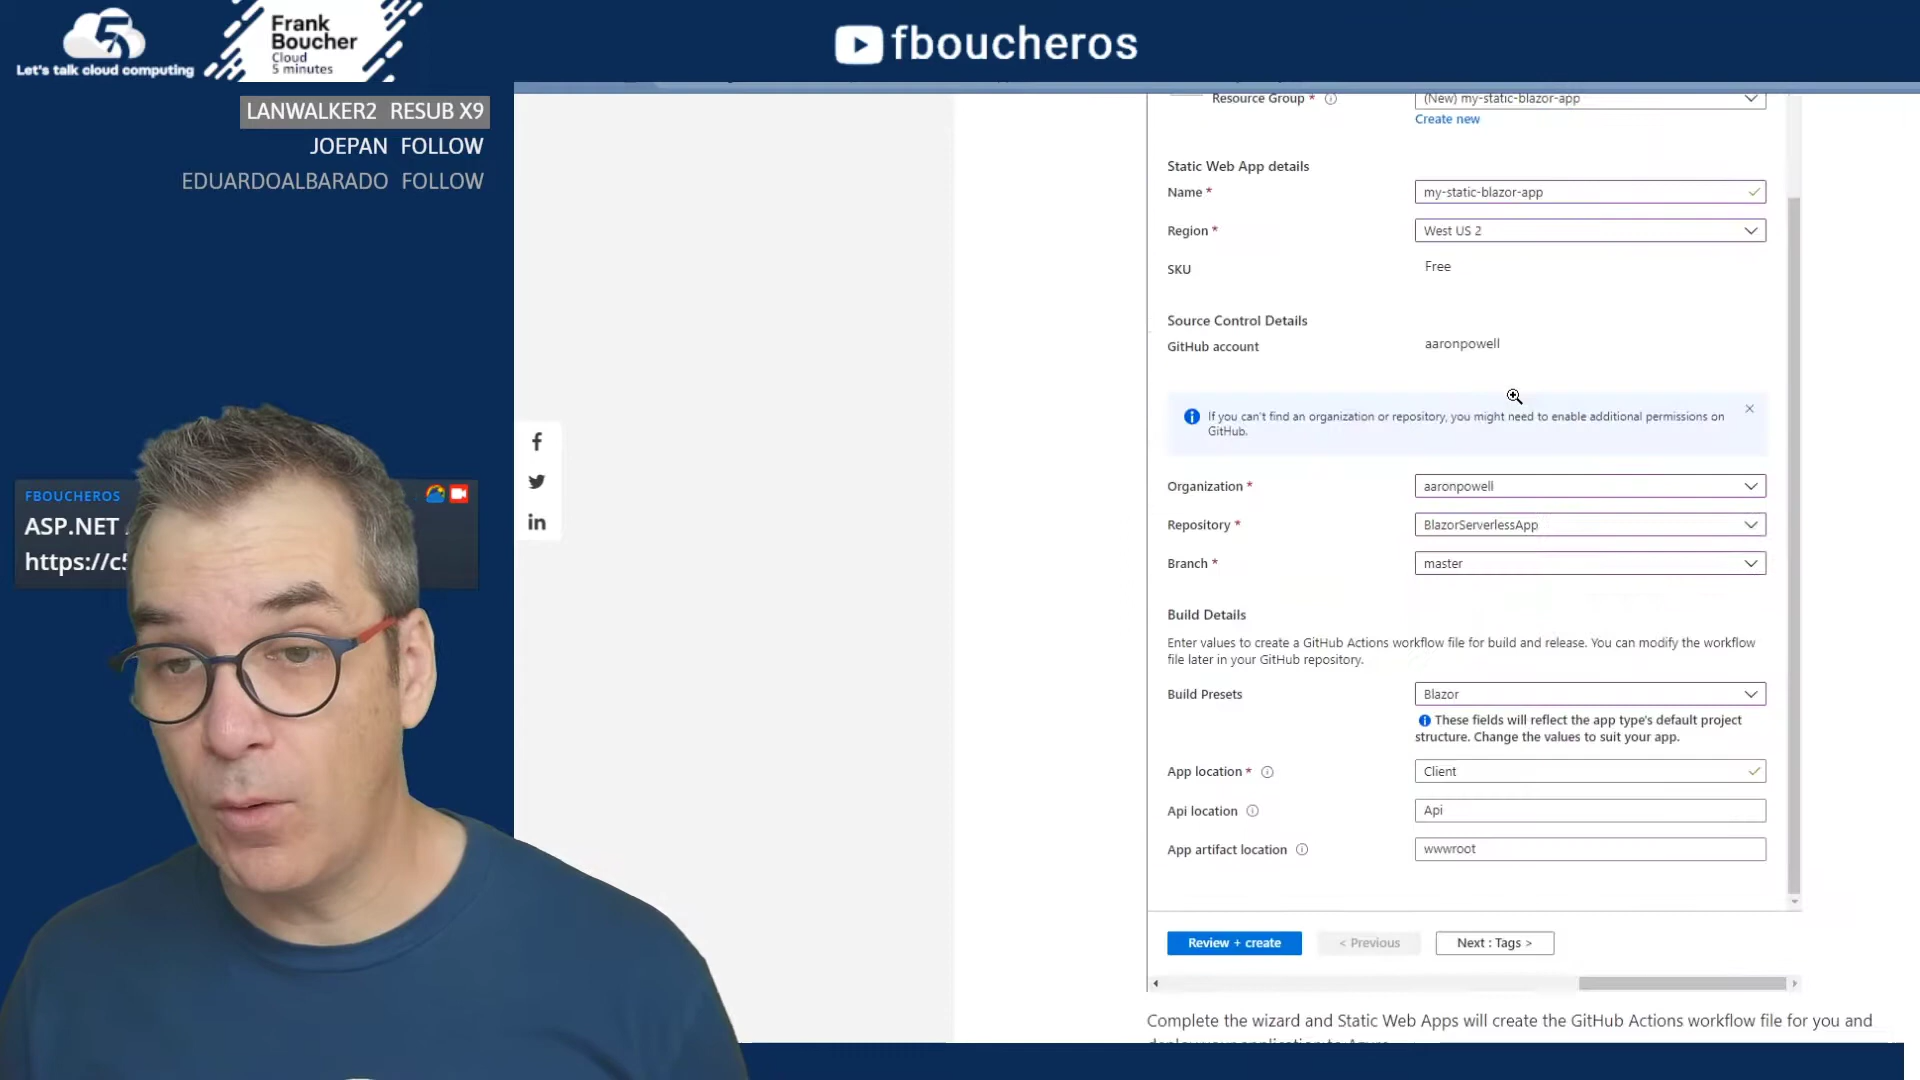 5
Let's talk cloud computing
Frank
Boucher
Cloud
5 minutes
fboucheros
LANWALKER2 RESUB X9
JOEPAN FOLLOW
EDUARDOALBARADO FOLLOW
FBOUCHEROS
ASP.NET
https://c5
Resource Group *
(New) my-static-blazor-app
Create new
Static Web App details
Name *
my-static-blazor-app
Region *
West US 2
SKU
Free
Source Control Details
GitHub account
aaronpowell
If you can't find an organization or repository, you might need to enable additional permissions on
GitHub.
Organization *
aaronpowell
Repository *
BlazorServerlessApp
Branch *
master
Build Details
Enter values to create a GitHub Actions workflow file for build and release. You can modify the workflow
file later in your GitHub repository.
Build Presets
Blazor
These fields will reflect the app type's default project
structure. Change the values to suit your app.
App location *
Client
Api location
Api
App artifact location
wwwroot
Review + create
< Previous
Next : Tags >
Complete the wizard and Static Web Apps will create the GitHub Actions workflow file for you and